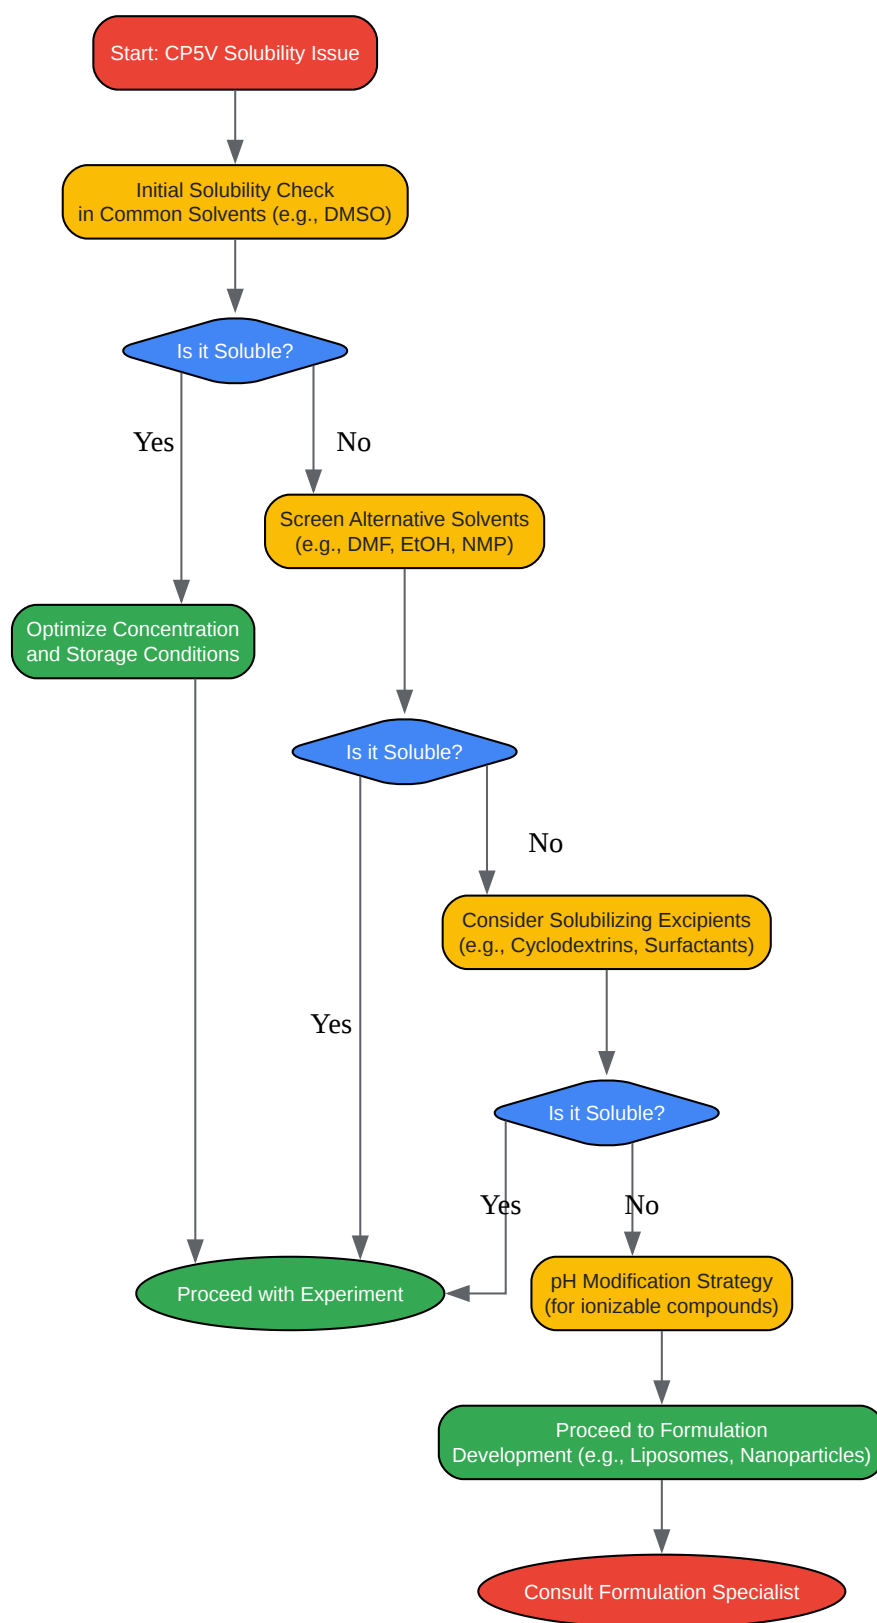 Start: CP5V Solubility Issue
Initial Solubility Check
in Common Solvents (e.g., DMSO)
Is it Soluble?
Yes
No
Screen Alternative Solvents
(e.g., DMF, EtOH, NMP)
Optimize Concentration
and Storage Conditions
Is it Soluble?
No
Consider Solubilizing Excipients
(e.g., Cyclodextrins, Surfactants)
Yes
Is it Soluble?
Yes
No
Proceed with Experiment
pH Modification Strategy
(for ionizable compounds)
Proceed to Formulation
Development (e.g., Liposomes, Nanoparticles)
Consult Formulation Specialist